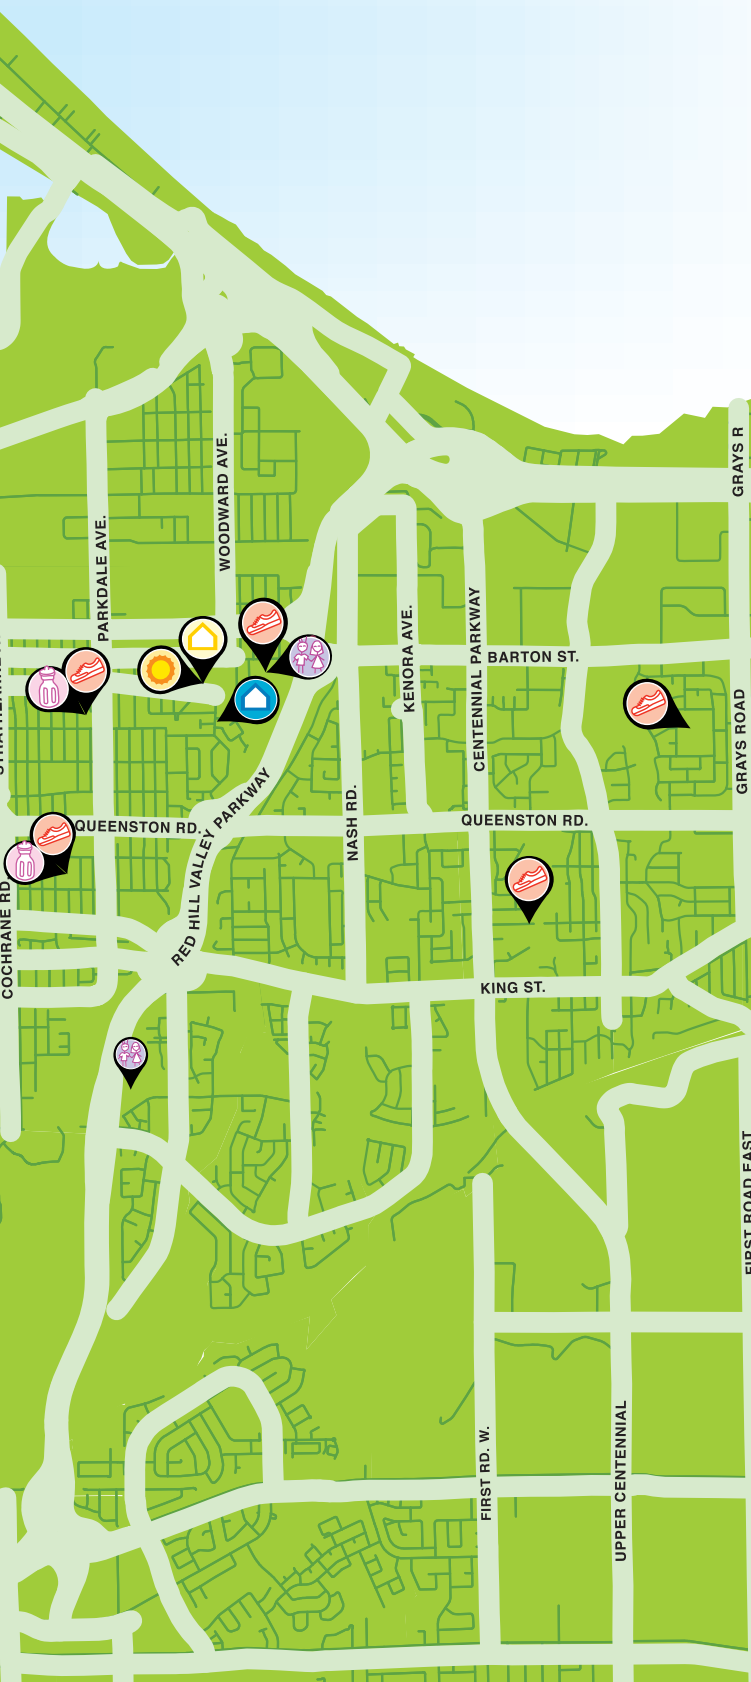 GRAYS R
WOODWARD AVE.
PARKDALE AVE.
KENORA AVE.
CENTENNIAL PARKWAY
BARTON ST.
GRAYS ROAD
QUEENSTON RD.
QUEENSTON RD.
NASH RD.
RED HILL VALLEY PARKWAY
COCHRANE RD.
KING ST.
FIRST ROAD EAST
FIRST RD. W.
UPPER CENTENNIAL